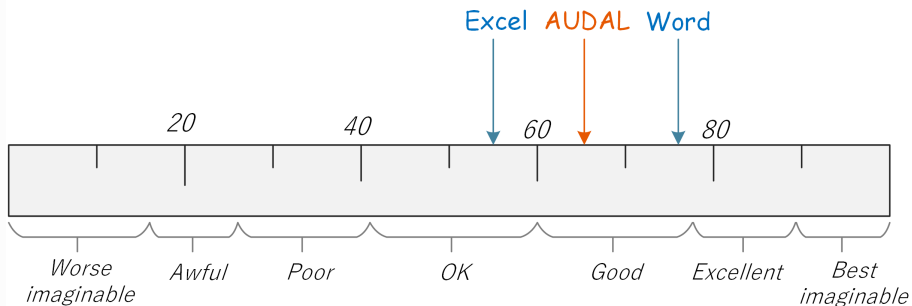 Excel AUDAL Word
20 40 60 80
Worse imaginable
Awful
Poor
OK
Good
Excellent
Best imaginable